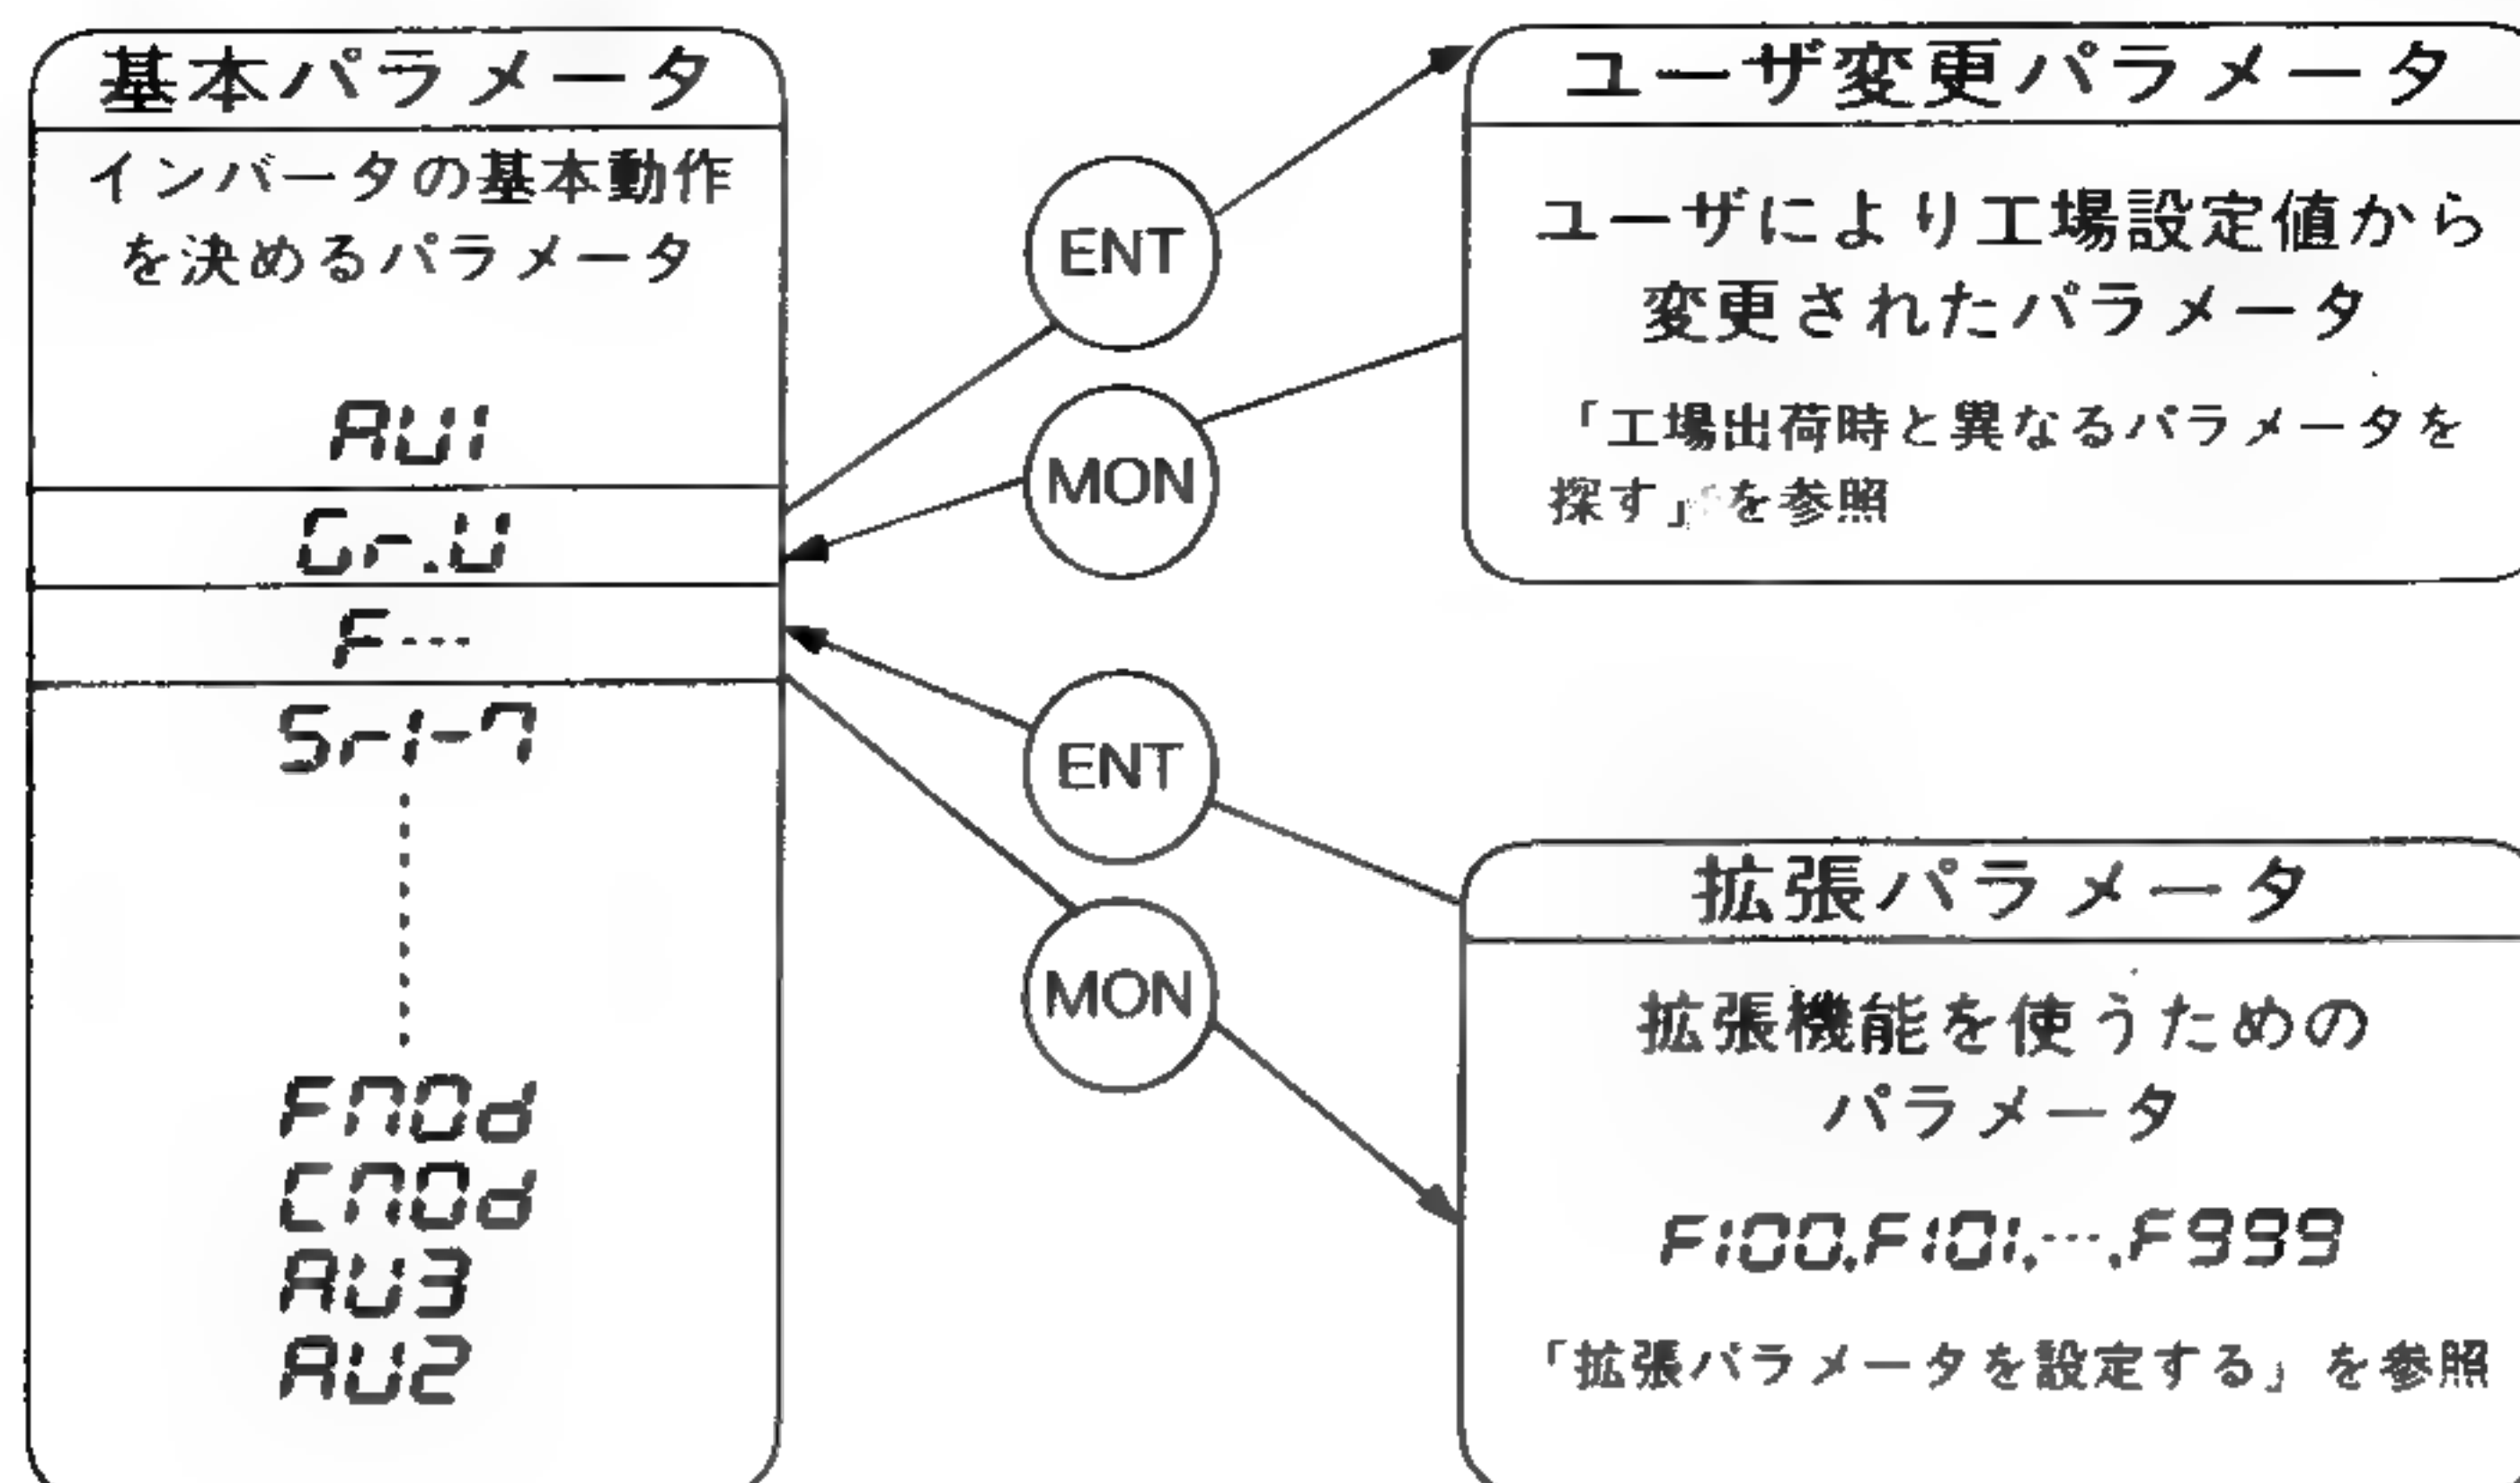 基本パラメータ
インバータの基本動作
を決めるパラメータ
AU1
Gr.U
F---
Sr1-7
FNOd
CNOd
AU3
AU2
ENT
MON
ENT
MON
ユーザ変更パラメータ
ユーザにより工場設定値から
変更されたパラメータ
「工場出荷時と異なるパラメータを
探す」を参照
拡張パラメータ
拡張機能を使うための
パラメータ
F100.F101.….F999
「拡張パラメータを設定する」を参照